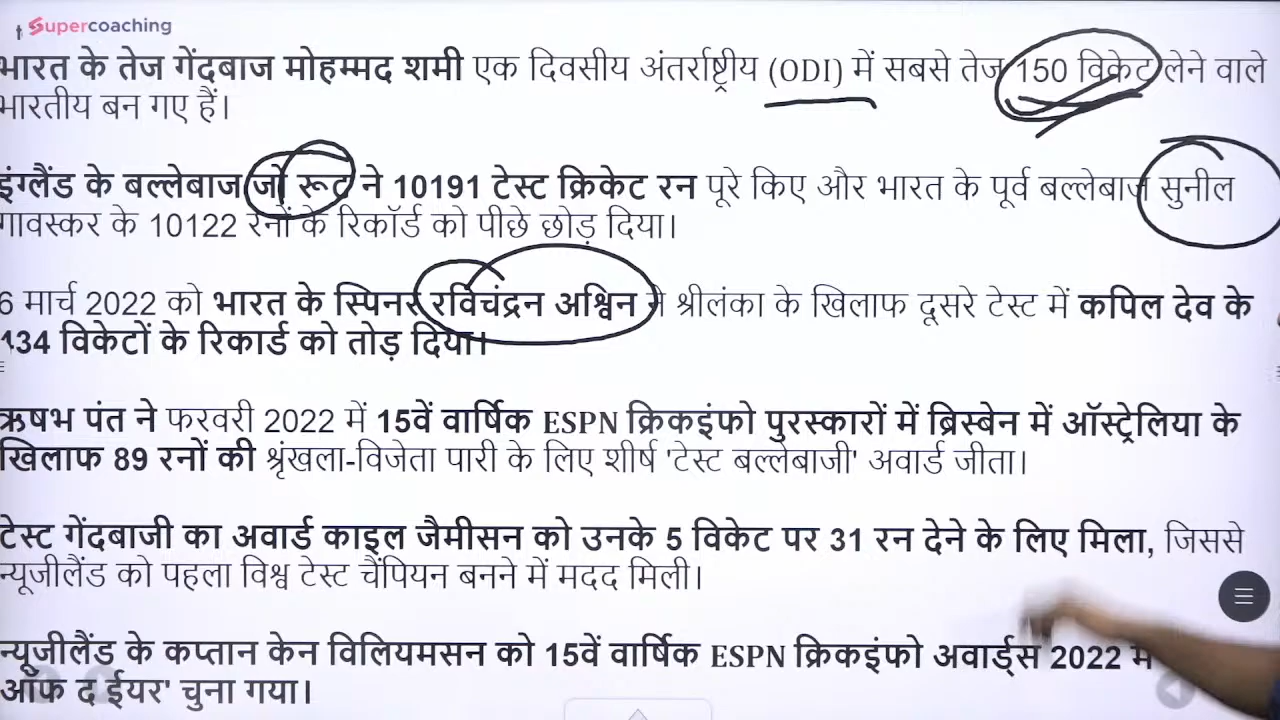 Supercoaching
भारत के तेज गेंदबाज मोहम्मद शमी एक दिवसीय अंतर्राष्ट्रीय (ODI) में सबसे तेज 150 विकेट लेने वाले
भारतीय बन गए हैं।
इंग्लैंड के बल्लेबाज जो रूट ने 10191 टेस्ट क्रिकेट रन पूरे किए और भारत के पूर्व बल्लेबाज सुनील
गावस्कर के 10122 रनों के रिकॉर्ड को पीछे छोड़ दिया।
6 मार्च 2022 को भारत के स्पिनर रविचंद्रन अश्विन ने श्रीलंका के खिलाफ दूसरे टेस्ट में कपिल देव के
434 विकेटों के रिकार्ड को तोड़ दिया।
ऋषभ पंत ने फरवरी 2022 में 15वें वार्षिक ESPN क्रिकइंफो पुरस्कारों में ब्रिस्बेन में ऑस्ट्रेलिया के
खिलाफ 89 रनों की श्रृंखला-विजेता पारी के लिए शीर्ष 'टेस्ट बल्लेबाजी' अवार्ड जीता।
टेस्ट गेंदबाजी का अवार्ड काइल जैमीसन को उनके 5 विकेट पर 31 रन देने के लिए मिला, जिससे
न्यूजीलैंड को पहला विश्व टेस्ट चैंपियन बनने में मदद मिली।
न्यूजीलैंड के कप्तान केन विलियमसन को 15वें वार्षिक ESPN क्रिकइंफो अवार्ड्स 2022 में
ऑफ द ईयर' चुना गया।